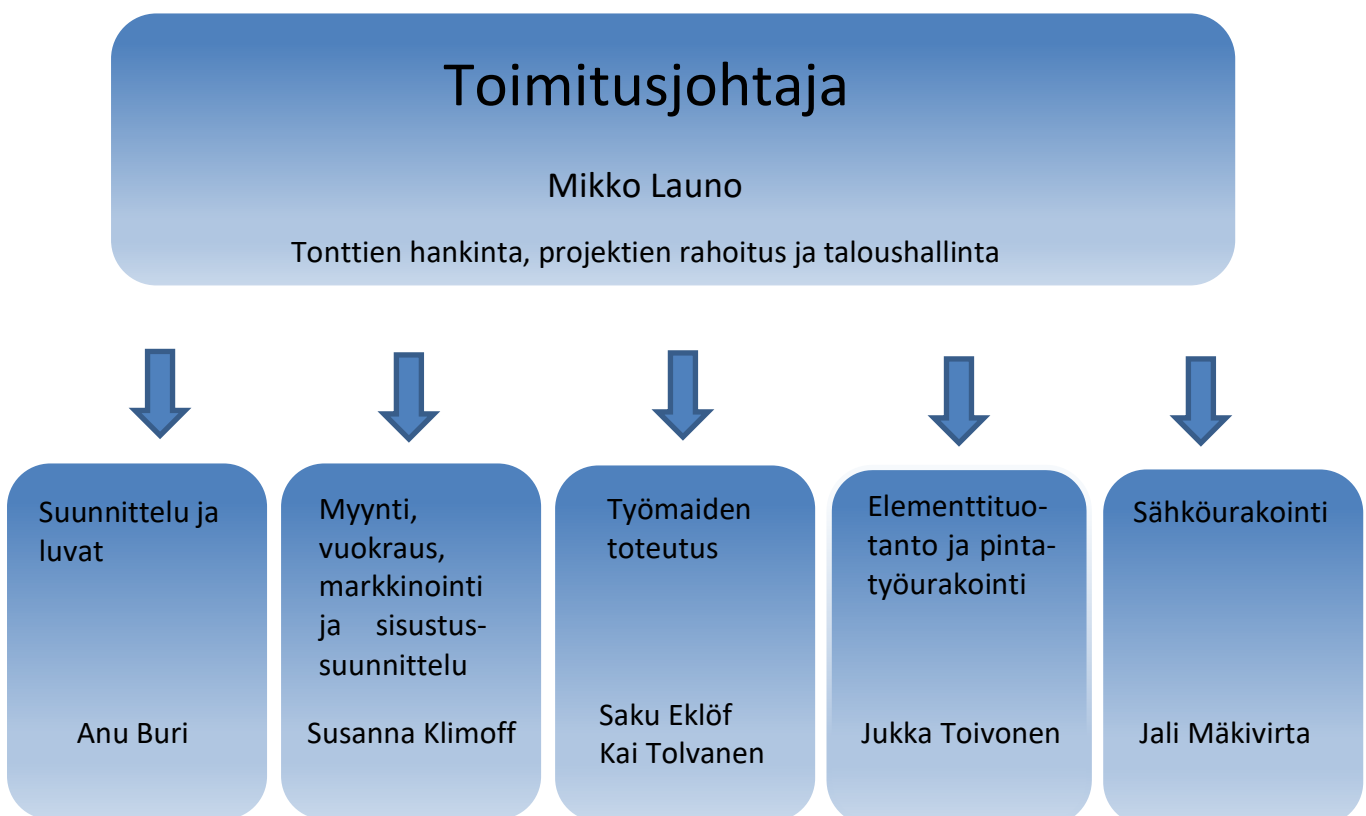 Toimitusjohtaja
Mikko Launo
Tonttien hankinta, projektien rahoitus ja taloushallinta
Suunnittelu ja
luvat
Anu Buri
Myynti,
vuokraus,
markkinointi
ja sisustus-
suunnittelu
Susanna Klimoff
Työmaiden
toteutus
Saku Eklöf
Kai Tolvanen
Elementtituo-
tanto ja pinta-
työurakointi
Jukka Toivonen
Sähköurakointi
Jali Mäkivirta